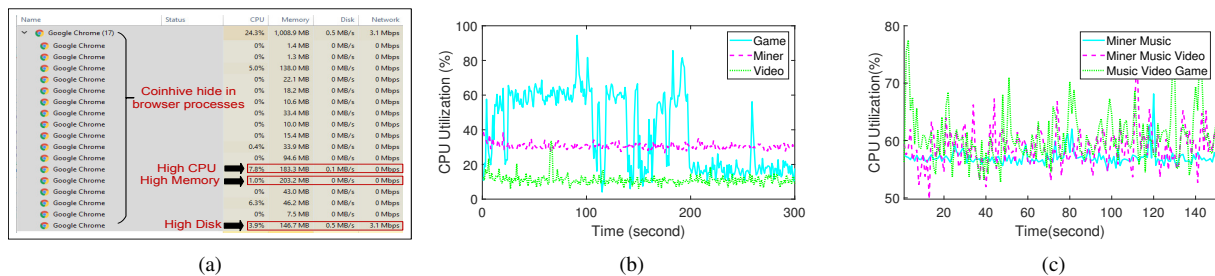 Name Status CPU Memory Disk Network
Google Chrome (17) 24.3% 1,008.9 MB 0.5 MB/s 3.1 Mbps
Google Chrome 0% 1.4 MB 0 MB/s 0 Mbps
Google Chrome 0% 1.3 MB 0 MB/s 0 Mbps
Google Chrome 5.0% 138.0 MB 0 MB/s 0 Mbps
Google Chrome 0% 22.1 MB 0 MB/s 0 Mbps
Google Chrome 0% 18.2 MB 0 MB/s 0 Mbps
Google Chrome 0% 10.6 MB 0 MB/s 0 Mbps
Google Chrome 0% 33.4 MB 0 MB/s 0 Mbps
Google Chrome 0% 10.0 MB 0 MB/s 0 Mbps
Google Chrome 0% 15.4 MB 0 MB/s 0 Mbps
Google Chrome 0.4% 33.9 MB 0 MB/s 0 Mbps
Google Chrome 0% 94.6 MB 0 MB/s 0 Mbps
Google Chrome 7.8% 183.3 MB 0.1 MB/s 0 Mbps
Google Chrome 1.0% 203.2 MB 0 MB/s 0 Mbps
Google Chrome 0% 43.0 MB 0 MB/s 0 Mbps
Google Chrome 6.3% 46.2 MB 0 MB/s 0 Mbps
Google Chrome 0% 7.5 MB 0 MB/s 0 Mbps
Google Chrome 3.9% 146.7 MB 0.5 MB/s 3.1 Mbps
Coinhive hide in
browser processes
High CPU
High Memory
High Disk
(a)
CPU Utilization (%)
100
80
60
40
20
0
Game
Miner
Video
0 100 200 300
Time (second)
(b)
CPU Utilization(%)
80
70
60
50
Miner Music
Miner Music Video
Music Video Game
20 40 60 80 100 120 140
Time(second)
(c)